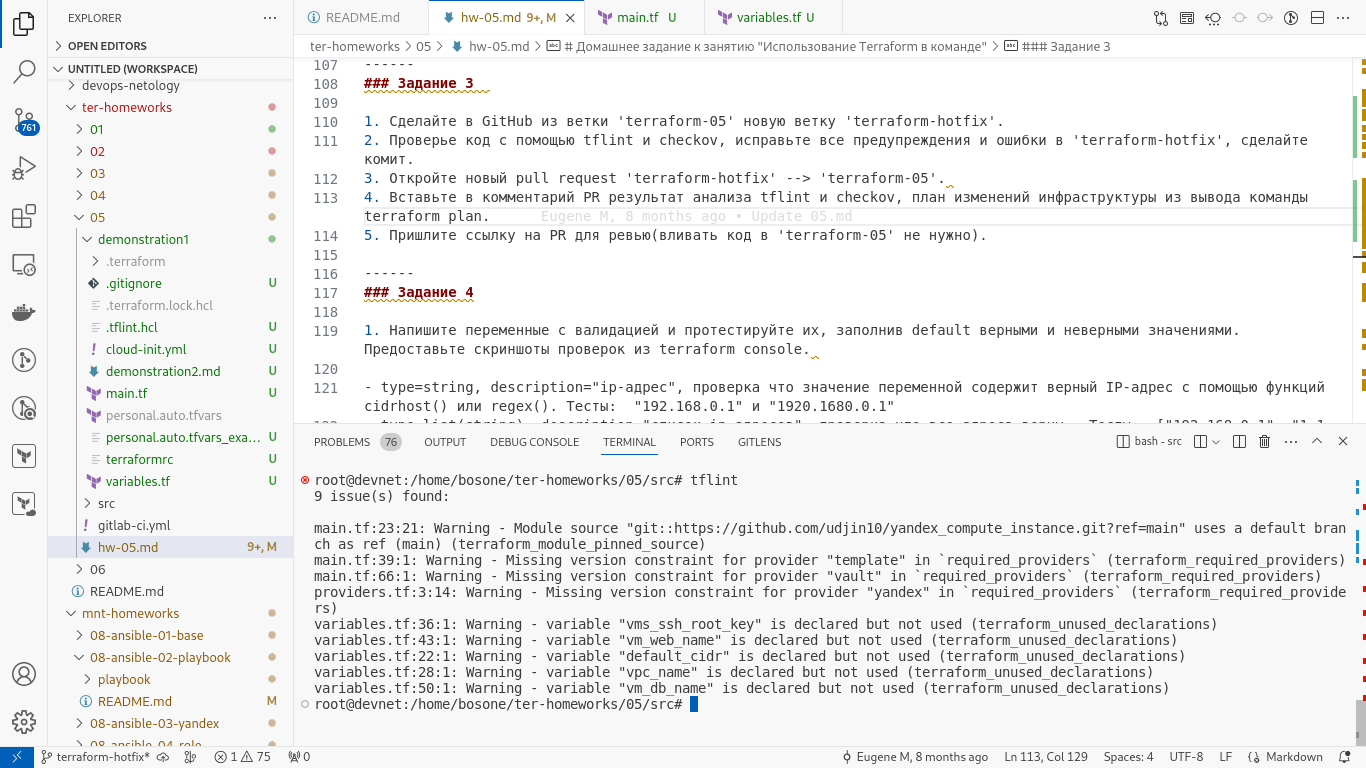 EXPLORER
OPEN EDITORS
UNTITLED (WORKSPACE)
devops-netology
ter-homeworks
01
02
03
04
05
demonstration1
.terraform
.gitignore U
.terraform.lock.hcl
.tflint.hcl U
cloud-init.yml U
demonstration2.md U
main.tf U
personal.auto.tfvars
personal.auto.tfvars_exa... U
terraformrc U
variables.tf U
src
gitlab-ci.yml
hw-05.md 9+, M
06
README.md
mnt-homeworks
08-ansible-01-base
08-ansible-02-playbook
playbook
README.md M
08-ansible-03-yandex
08-ansible-04-role
761
README.md hw-05.md 9+, M main.tf U variables.tf U
ter-homeworks > 05 > hw-05.md > # Домашнее задание к занятию "Использование Terraform в команде" > ### Задание 3
107 ------
108 ### Задание 3
109
110 1. Сделайте в GitHub из ветки 'terraform-05' новую ветку 'terraform-hotfix'.
111 2. Проверье код с помощью tflint и checkov, исправьте все предупреждения и ошибки в 'terraform-hotfix', сделайте
комит.
112 3. Откройте новый pull request 'terraform-hotfix' --> 'terraform-05'.
113 4. Вставьте в комментарий PR результат анализа tflint и checkov, план изменений инфраструктуры из вывода команды
terraform plan. Eugene M, 8 months ago • Update 05.md
114 5. Пришлите ссылку на PR для ревью(вливать код в 'terraform-05' не нужно).
115
116 ------
117 ### Задание 4
118
119 1. Напишите переменные с валидацией и протестируйте их, заполнив default верными и неверными значениями.
Предоставьте скриншоты проверок из terraform console.
120
121 - type=string, description="ip-адрес", проверка что значение переменной содержит верный IP-адрес с помощью функций
cidrhost() или regex(). Тесты:  "192.168.0.1" и "1920.1680.0.1"
PROBLEMS 76 OUTPUT DEBUG CONSOLE TERMINAL PORTS GITLENS bash - src
root@devnet:/home/bosone/ter-homeworks/05/src# tflint
9 issue(s) found:
main.tf:23:21: Warning - Module source "git::https://github.com/udjin10/yandex_compute_instance.git?ref=main" uses a default bran
ch as ref (main) (terraform_module_pinned_source)
main.tf:39:1: Warning - Missing version constraint for provider "template" in `required_providers` (terraform_required_providers)
main.tf:66:1: Warning - Missing version constraint for provider "vault" in `required_providers` (terraform_required_providers)
providers.tf:3:14: Warning - Missing version constraint for provider "yandex" in `required_providers` (terraform_required_provide
rs)
variables.tf:36:1: Warning - variable "vms_ssh_root_key" is declared but not used (terraform_unused_declarations)
variables.tf:43:1: Warning - variable "vm_web_name" is declared but not used (terraform_unused_declarations)
variables.tf:22:1: Warning - variable "default_cidr" is declared but not used (terraform_unused_declarations)
variables.tf:28:1: Warning - variable "vpc_name" is declared but not used (terraform_unused_declarations)
variables.tf:50:1: Warning - variable "vm_db_name" is declared but not used (terraform_unused_declarations)
root@devnet:/home/bosone/ter-homeworks/05/src#
terraform-hotfix* 1 75 0 Eugene M, 8 months ago Ln 113, Col 129 Spaces: 4 UTF-8 LF Markdown